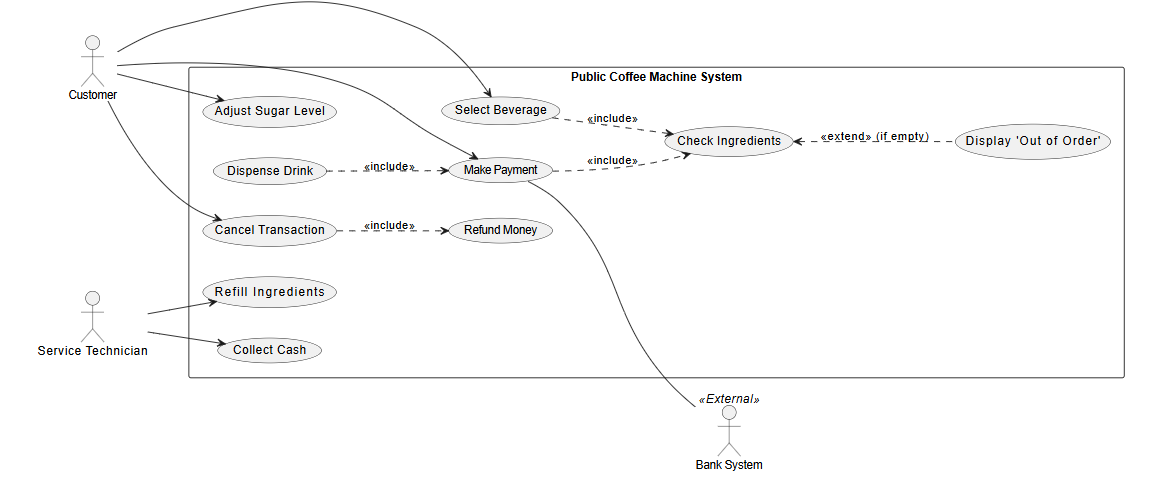 Public Coffee Machine System
Customer
Adjust Sugar Level
Select Beverage
«include»
Check Ingredients
«extend» (if empty)
Display 'Out of Order'
Dispense Drink
«include»
Make Payment
«include»
Cancel Transaction
«include»
Refund Money
Refill Ingredients
Service Technician
Collect Cash
«External»
Bank System